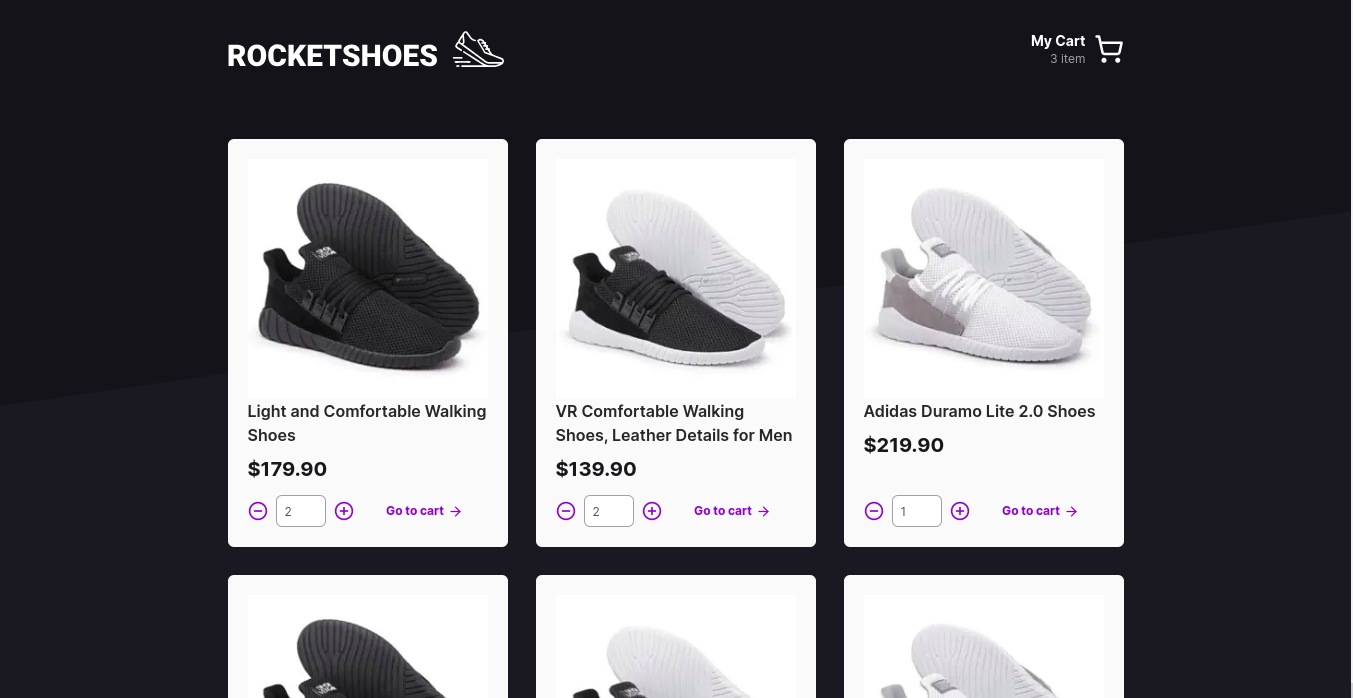 ROCKETSHOES
My Cart
3 item
Light and Comfortable Walking
Shoes
$179.90
2
Go to cart →
VR Comfortable Walking
Shoes, Leather Details for Men
$139.90
2
Go to cart →
Adidas Duramo Lite 2.0 Shoes
$219.90
1
Go to cart →